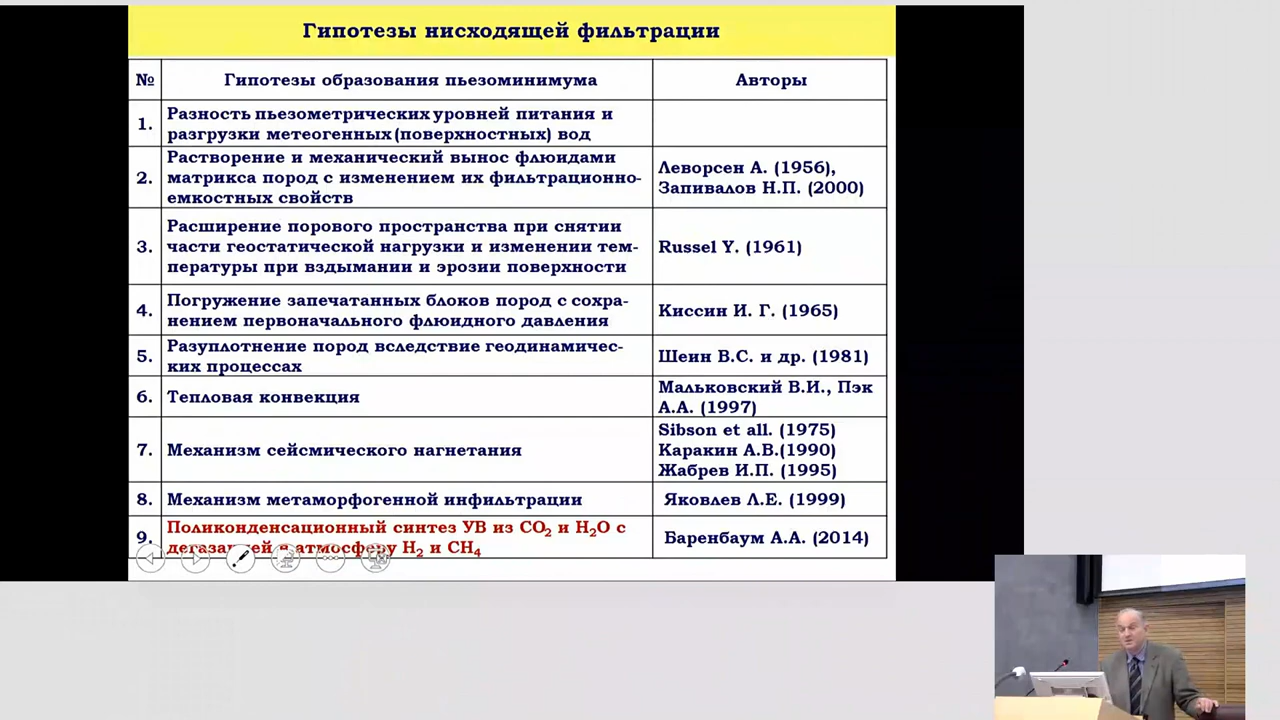 Гипотезы нисходящей фильтрации
№ Гипотезы образования пьезоминимума Авторы
1. Разность пьезометрических уровней питания и
разгрузки метеогенных (поверхностных) вод
2. Растворение и механический вынос флюидами
матрикса пород с изменением их фильтрационно-
емкостных свойств
Леворсен А. (1956),
Запивалов Н.П. (2000)
3. Расширение порового пространства при снятии
части геостатической нагрузки и изменении тем-
пературы при вздымании и эрозии поверхности
Russel Y. (1961)
4. Погружение запечатанных блоков пород с сохра-
нением первоначального флюидного давления
Киссин И. Г. (1965)
5. Разуплотнение пород вследствие геодинамичес-
ких процессах
Шеин В.С. и др. (1981)
6. Тепловая конвекция
Мальковский В.И., Пэк
А.А. (1997)
7. Механизм сейсмического нагнетания
Sibson et all. (1975)
Каракин А.В.(1990)
Жабрев И.П. (1995)
8. Механизм метаморфогенной инфильтрации Яковлев Л.Е. (1999)
9. Поликонденсационный синтез УВ из CO₂ и H₂O с
дегазацией в атмосферу H₂ и CH₄
Баренбаум А.А. (2014)